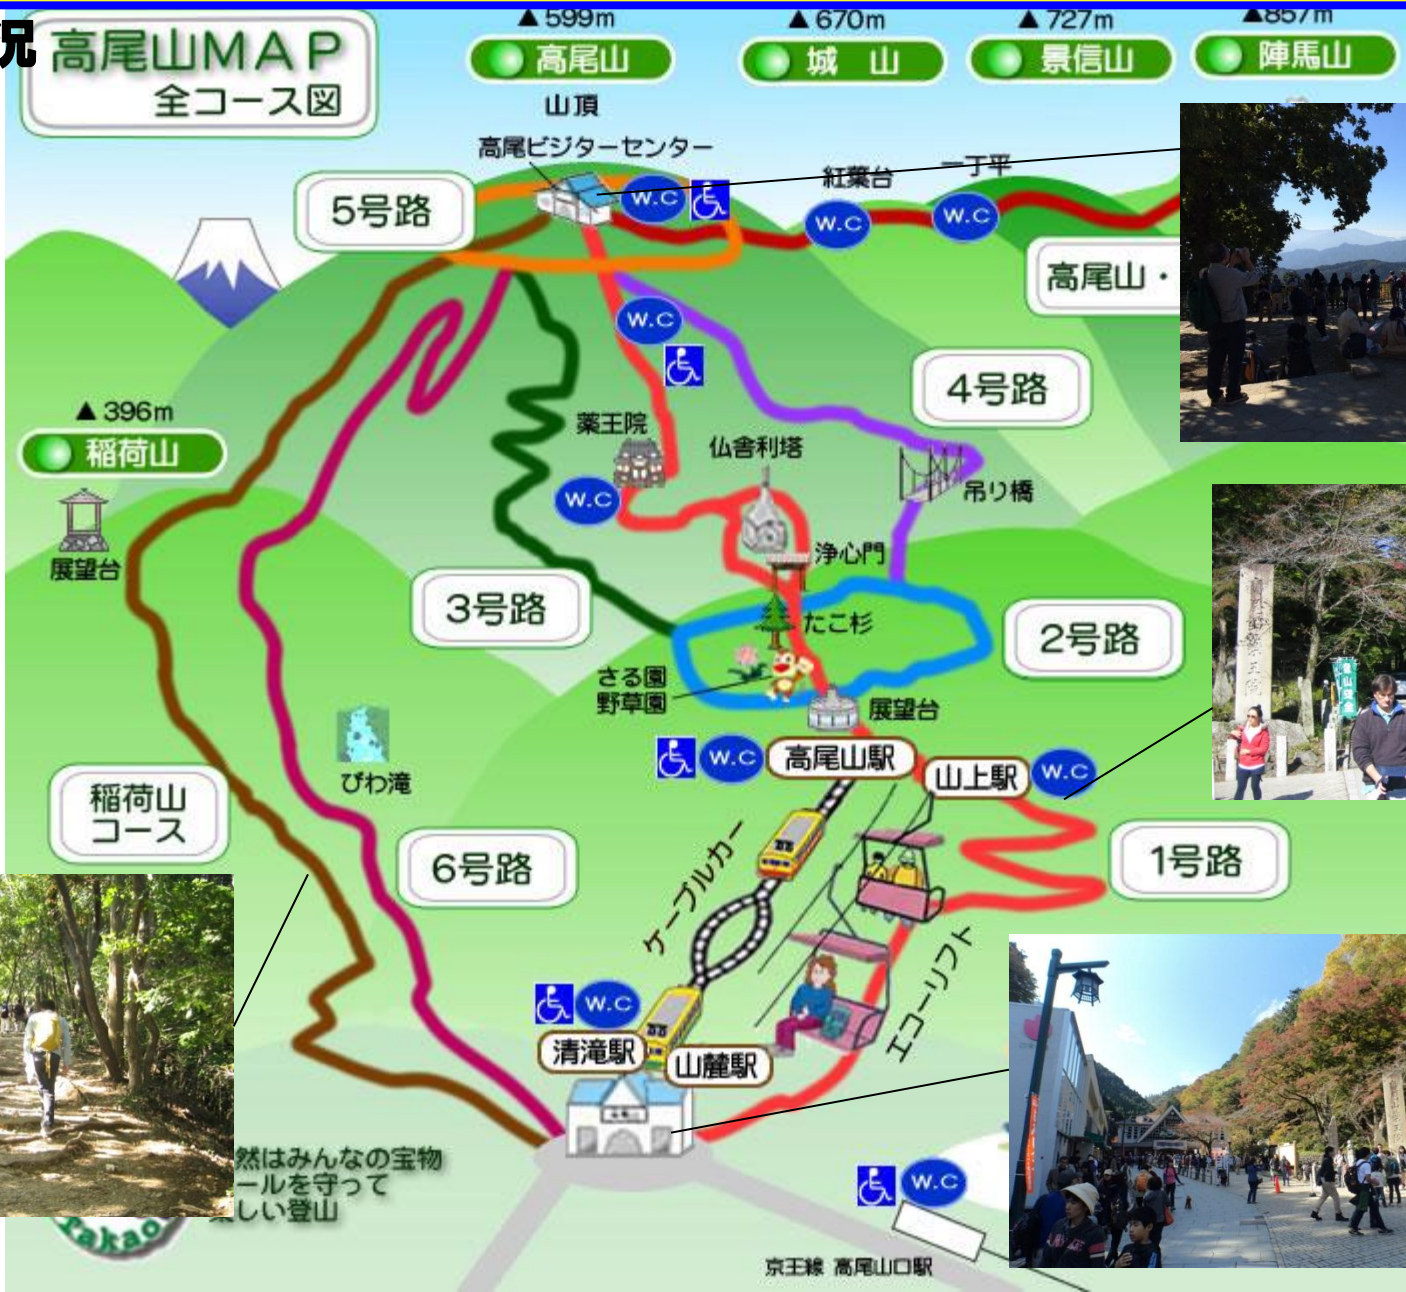 況
高尾山MAP
全コース図
▲599m
高尾山
山頂
▲670m
城 山
▲727m
景信山
▲857m
陣馬山
高尾ビジターセンター
5号路
W.C
紅葉台
W.C
一丁平
W.C
高尾山・
W.C
4号路
▲396m
稲荷山
展望台
薬王院
W.C
仏舎利塔
吊り橋
浄心門
3号路
たこ杉
2号路
さる園
野草園
展望台
W.C
高尾山駅
山上駅
W.C
びわ滝
稲荷山
コース
6号路
ケーブルカー
1号路
エコーリフト
W.C
清滝駅
山麓駅
然はみんなの宝物
ールを守って
楽しい登山
Takao
W.C
京王線 高尾山口駅